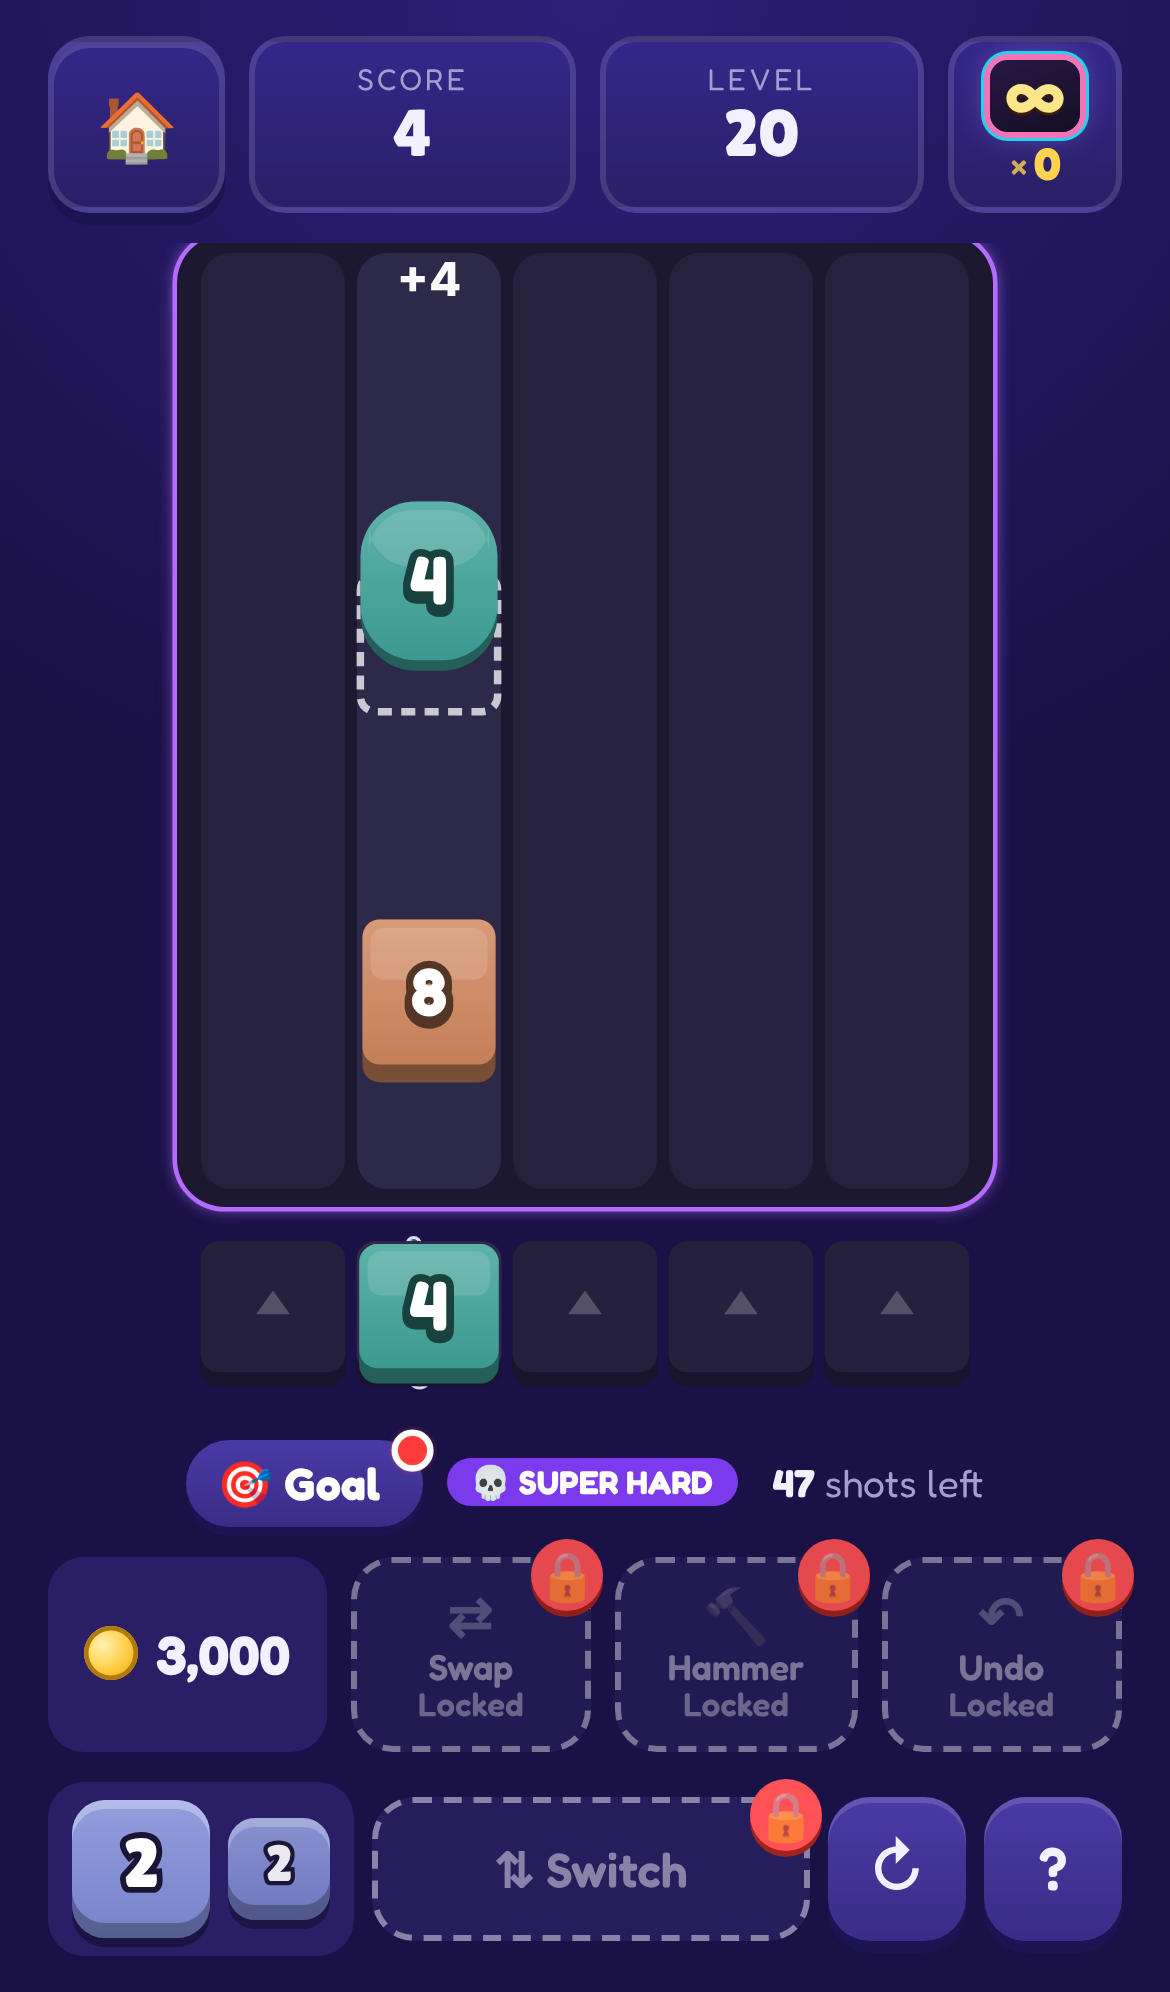 SCORE
4
LEVEL
20
∞
×0
+4
4
8
4
Goal
SUPER HARD
47 shots left
3,000
Swap
Locked
Hammer
Locked
Undo
Locked
2
2
Switch
?